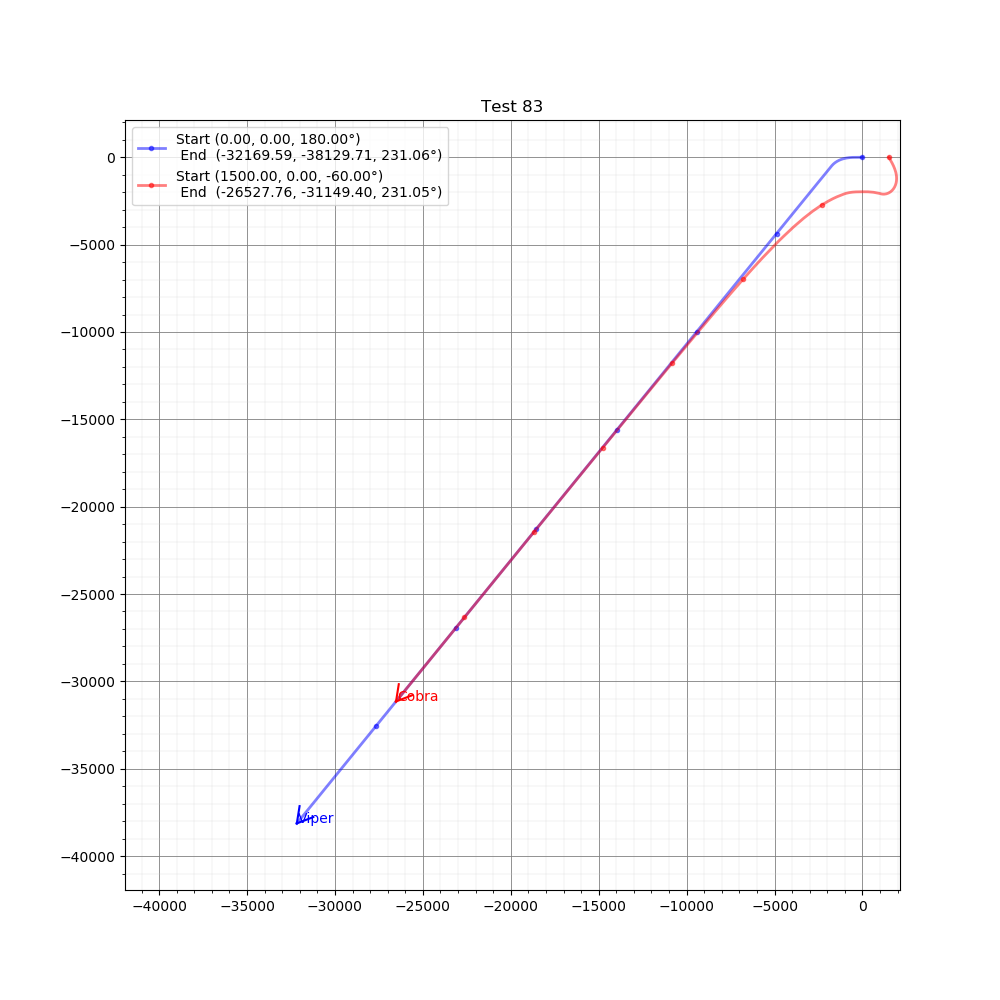 Test 83
Start (0.00, 0.00, 180.00°)
End (-32169.59, -38129.71, 231.06°)
Start (1500.00, 0.00, -60.00°)
End (-26527.76, -31149.40, 231.05°)
0
−5000
−10000
−15000
−20000
−25000
−30000
−35000
−40000
Cobra
Viper
−40000 −35000 −30000 −25000 −20000 −15000 −10000 −5000 0